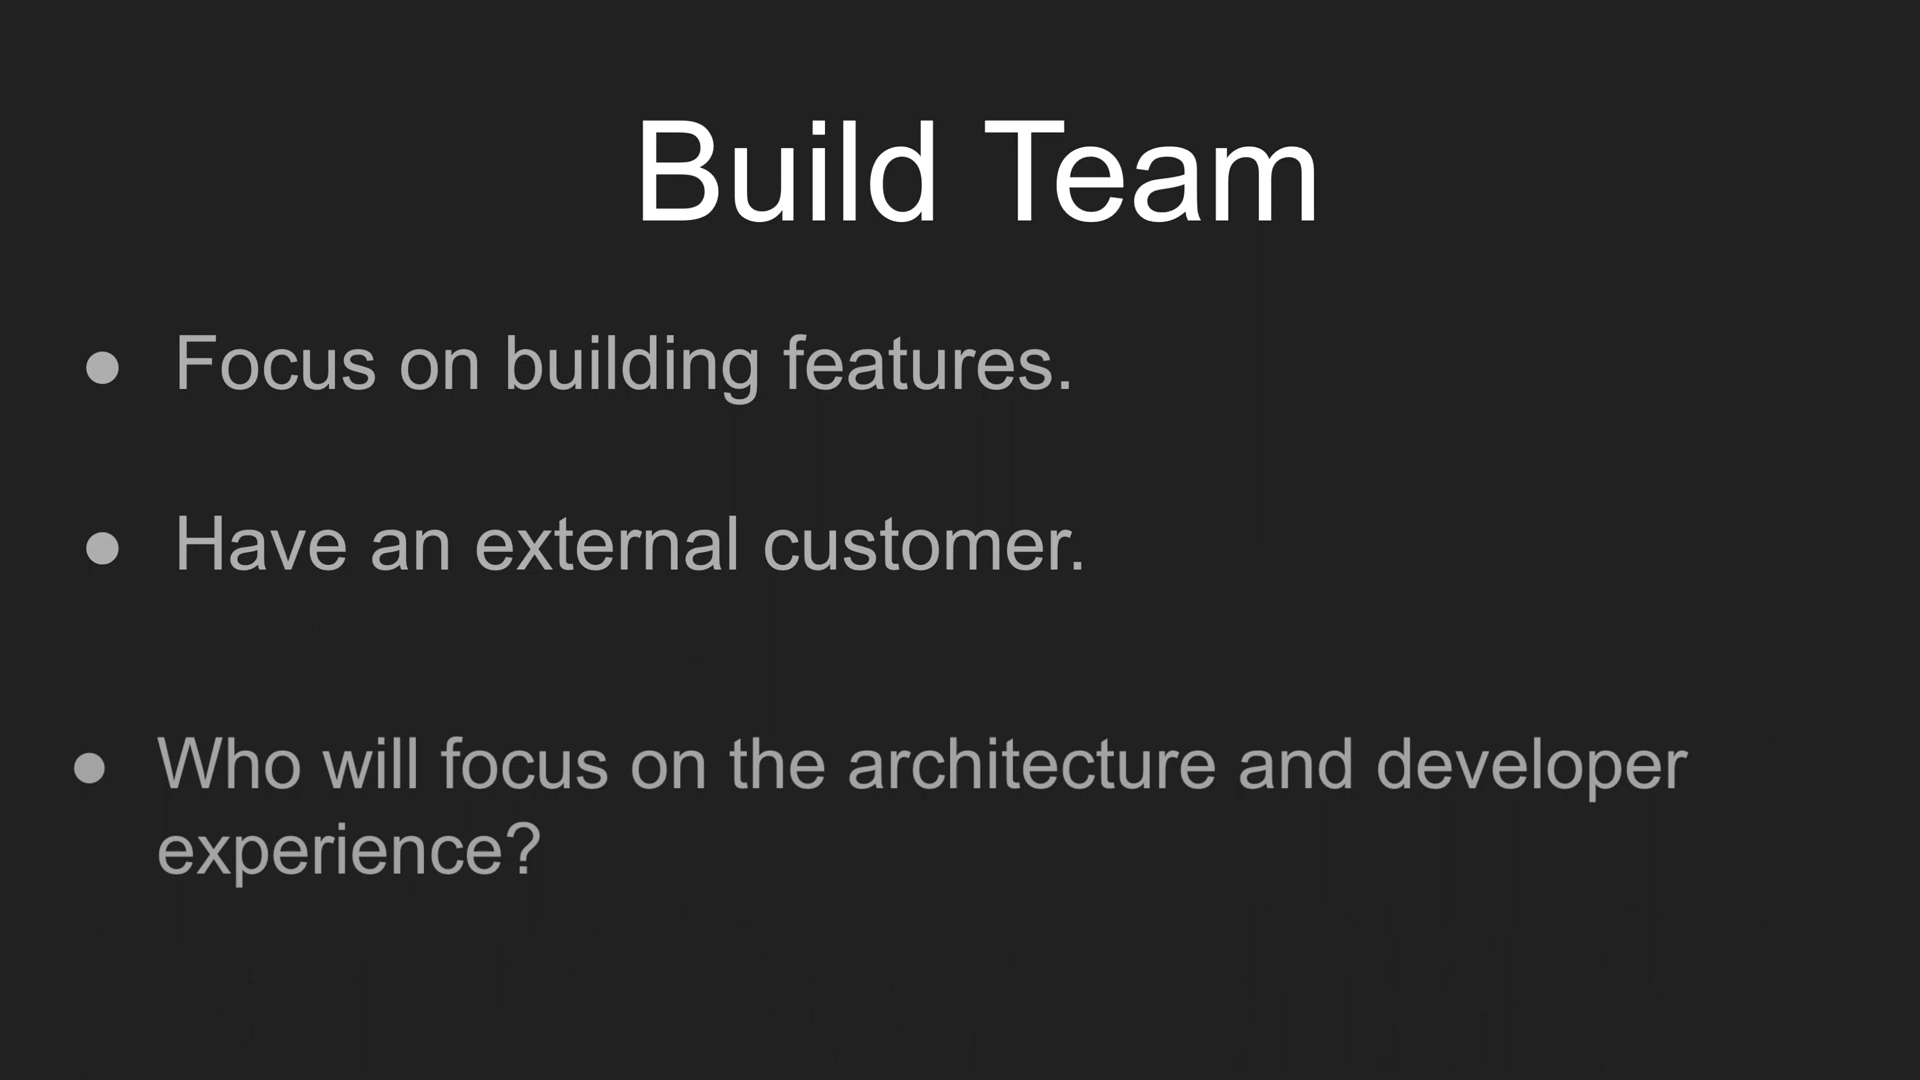 Build Team
● Focus on building features.
● Have an external customer.
● Who will focus on the architecture and developer
experience?